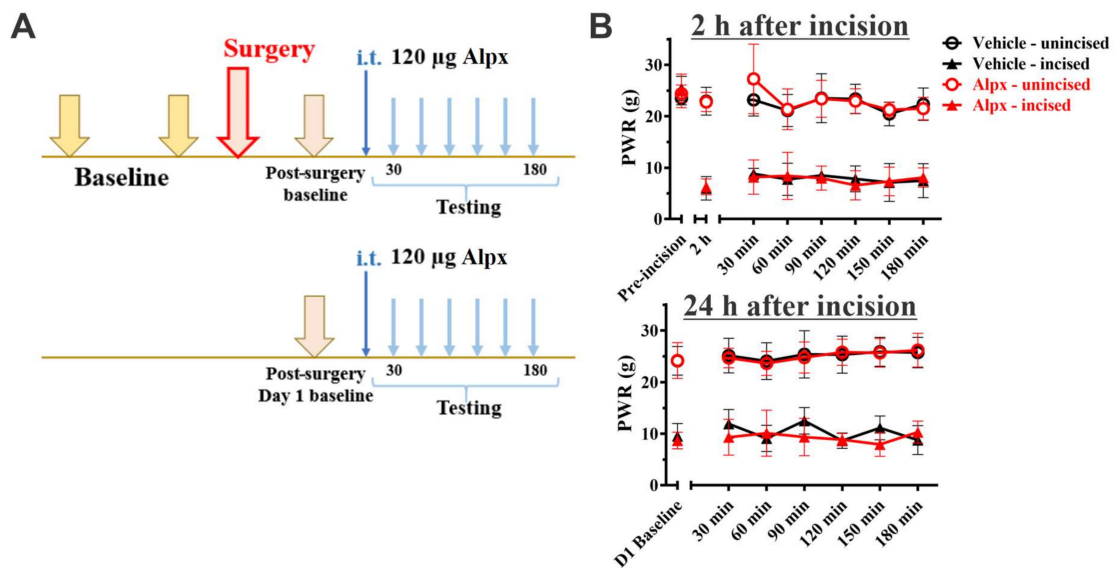 A
Surgery
i.t. 120 µg Alpx
Baseline
Post-surgery
baseline
30
180
Testing
i.t. 120 µg Alpx
Post-surgery
Day 1 baseline
30
180
Testing
B
2 h after incision
PWR (g)
30
20
10
0
Pre-incision
2 h
30 min
60 min
90 min
120 min
150 min
180 min
Vehicle - unincised
Vehicle - incised
Alpx - unincised
Alpx - incised
24 h after incision
PWR (g)
30
20
10
0
D1 Baseline
30 min
60 min
90 min
120 min
150 min
180 min